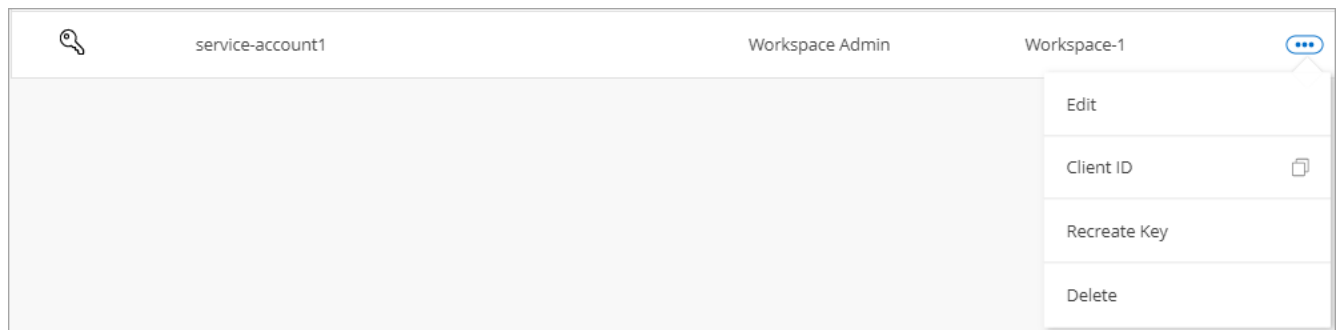 service-account1 Workspace Admin Workspace-1
Edit
Client ID
Recreate Key
Delete